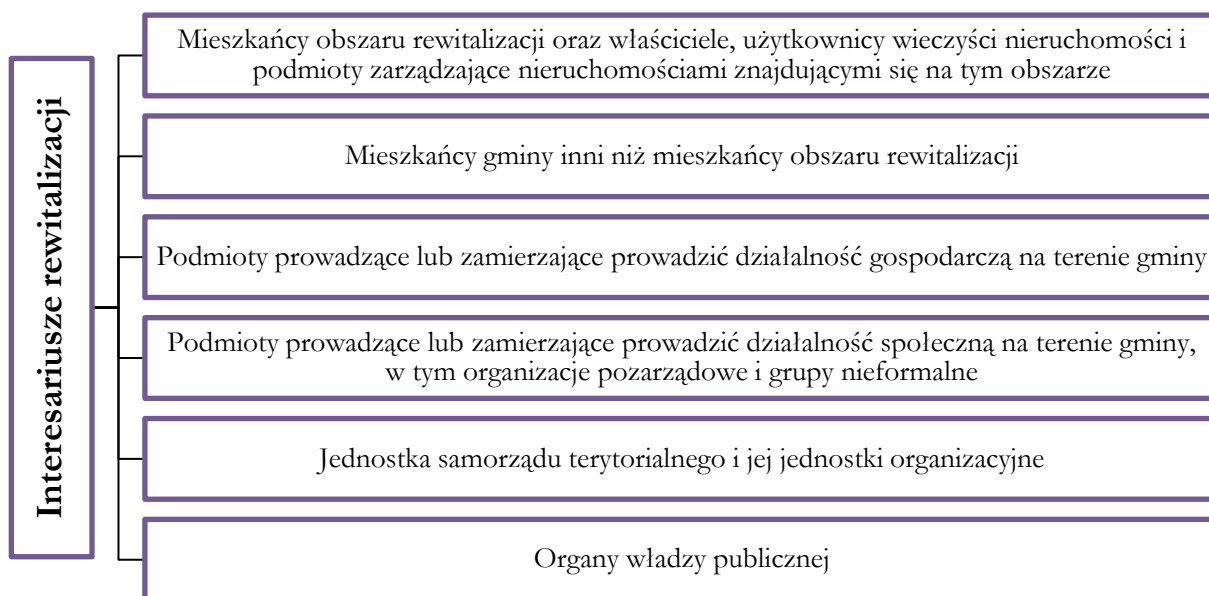 Interesariusze rewitalizacji
Mieszkańcy obszaru rewitalizacji oraz właściciele, użytkownicy wieczyści nieruchomości i
podmioty zarządzające nieruchomościami znajdującymi się na tym obszarze
Mieszkańcy gminy inni niż mieszkańcy obszaru rewitalizacji
Podmioty prowadzące lub zamierzające prowadzić działalność gospodarczą na terenie gminy
Podmioty prowadzące lub zamierzające prowadzić działalność społeczną na terenie gminy,
w tym organizacje pozarządowe i grupy nieformalne
Jednostka samorządu terytorialnego i jej jednostki organizacyjne
Organy władzy publicznej